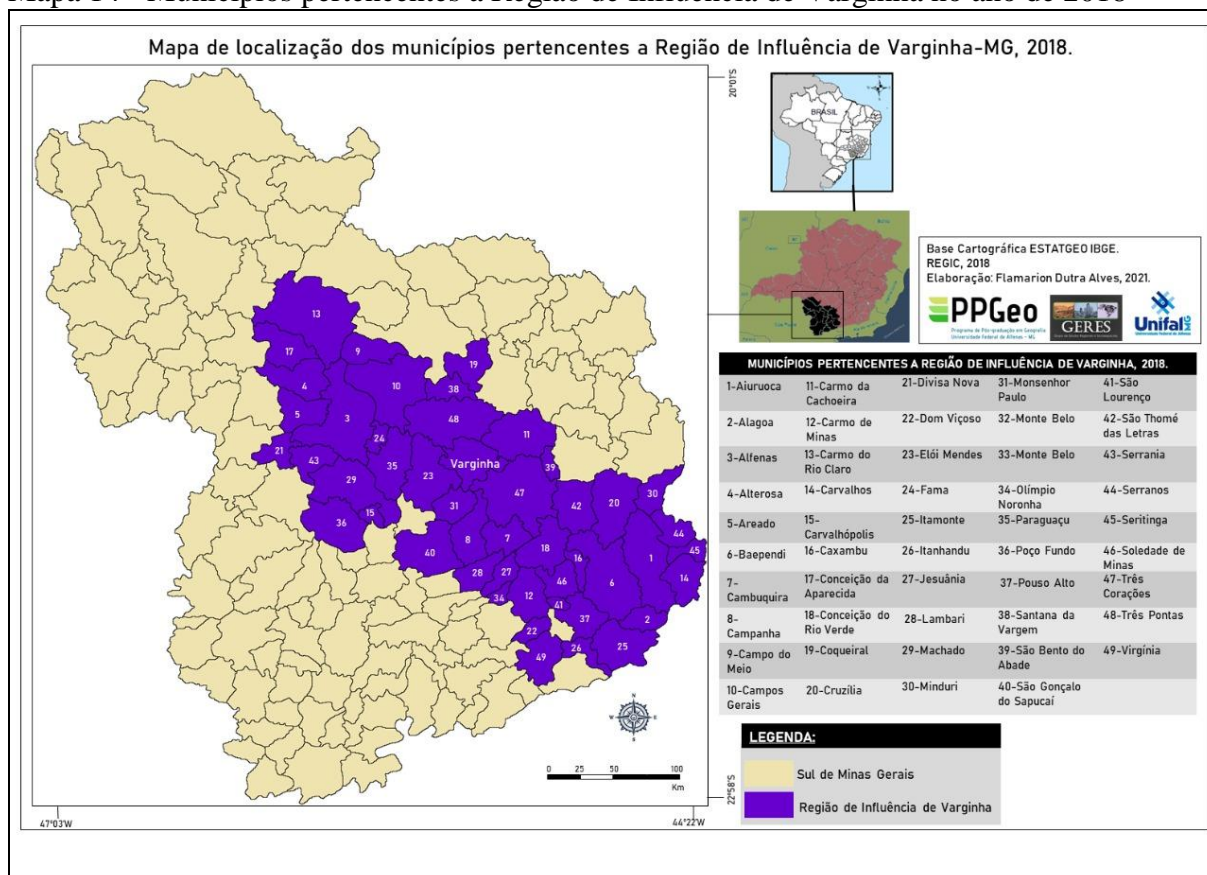 Mapa 14 - Municípios pertencentes a Região de Influência de Varginha no ano de 2018
Mapa de localização dos municípios pertencentes a Região de Influência de Varginha-MG, 2018.
20°01'S
BRASIL
13
17
9
19
4
10
38
5
3
48
11
24
21
43
35
23
Varginha
39
29
47
30
36
15
31
42
20
44
40
8
7
18
16
1
45
28
27
46
6
14
34
12
41
37
2
22
26
25
49
N
W
E
S
0 25 50 100
Km
47°03'W
44°22'W
22°58'S
Base Cartográfica ESTATGEO IBGE.
REGIC, 2018
Elaboração: Flamarion Dutra Alves, 2021.
PPGeo
Programa de Pós-graduação em Geografia
Universidade Federal de Alfenas - MG
GERES
Unifal MG
MUNICÍPIOS PERTENCENTES A REGIÃO DE INFLUÊNCIA DE VARGINHA, 2018.
1-Aiuruoca 11-Carmo da 21-Divisa Nova 31-Monsenhor 41-São
Cachoeira Paulo Lourenço
2-Alagoa 12-Carmo de 22-Dom Viçoso 32-Monte Belo 42-São Thomé
Minas das Letras
3-Alfenas 13-Carmo do 23-Elói Mendes 33-Monte Belo 43-Serrania
Rio Claro
4-Alterosa 14-Carvalhos 24-Fama 34-Olímpio 44-Serranos
Noronha
5-Areado 15- 25-Itamonte 35-Paraguaçu 45-Seritinga
Carvalhópolis
6-Baependi 16-Caxambu 26-Itanhandu 36-Poço Fundo 46-Soledade de
Minas
7- 17-Conceição da 27-Jesuânia 37-Pouso Alto 47-Três
Cambuquira Aparecida Corações
8- 18-Conceição do 28-Lambari 38-Santana da 48-Três Pontas
Campanha Rio Verde Vargem
9-Campo do 19-Coqueiral 29-Machado 39-São Bento do 49-Virgínia
Meio Abade
10-Campos 20-Cruzília 30-Minduri 40-São Gonçalo
Gerais do Sapucaí
LEGENDA:
Sul de Minas Gerais
Região de Influência de Varginha